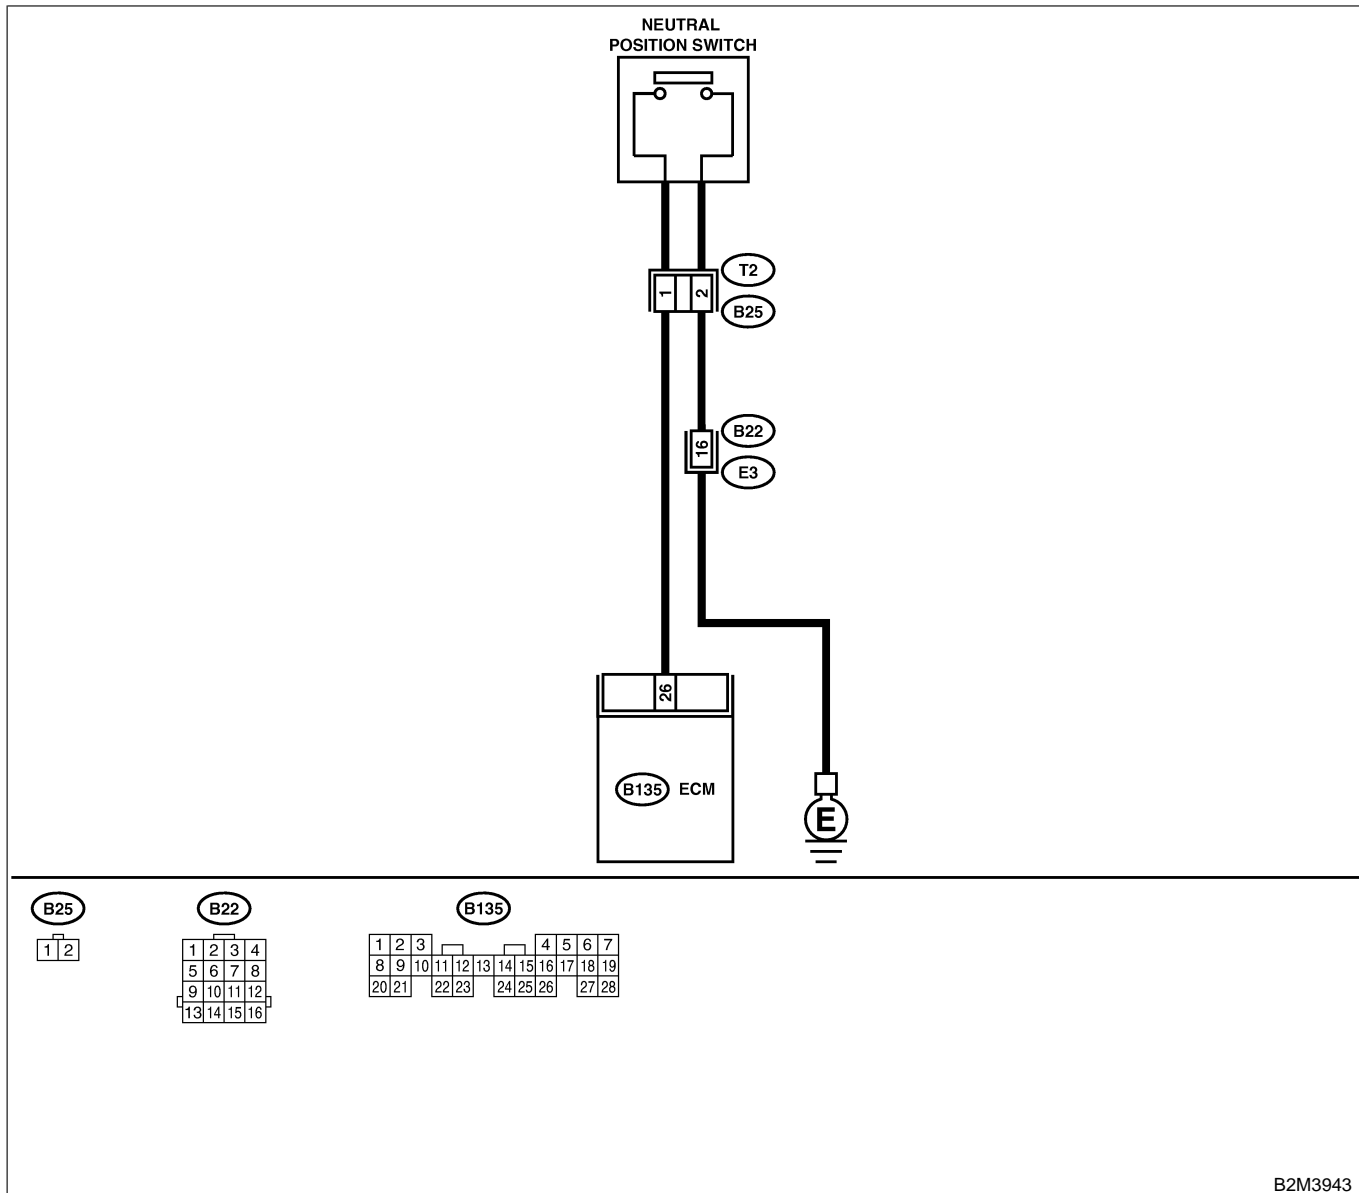 NEUTRAL
POSITION SWITCH
T2
1 2
B25
B22
16
E3
26
B135 ECM
E
B25 B22 B135
1 2
1 2 3 4
5 6 7 8
9 10 11 12
13 14 15 16
1 2 3 4 5 6 7
8 9 10 11 12 13 14 15 16 17 18 19
20 21 22 23 24 25 26 27 28
B2M3943